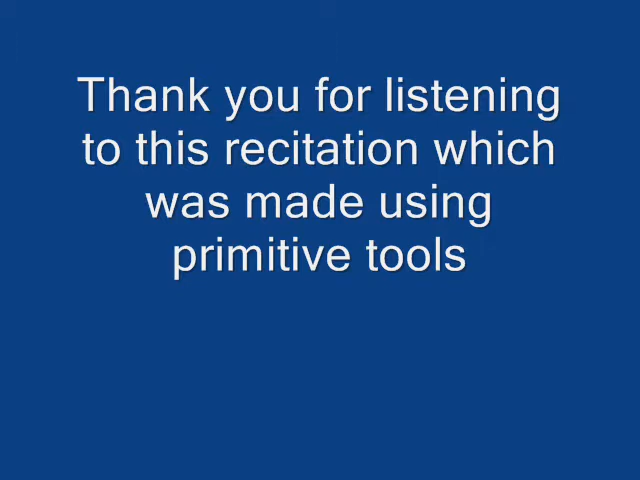 Thank you for listening
to this recitation which
was made using
primitive tools